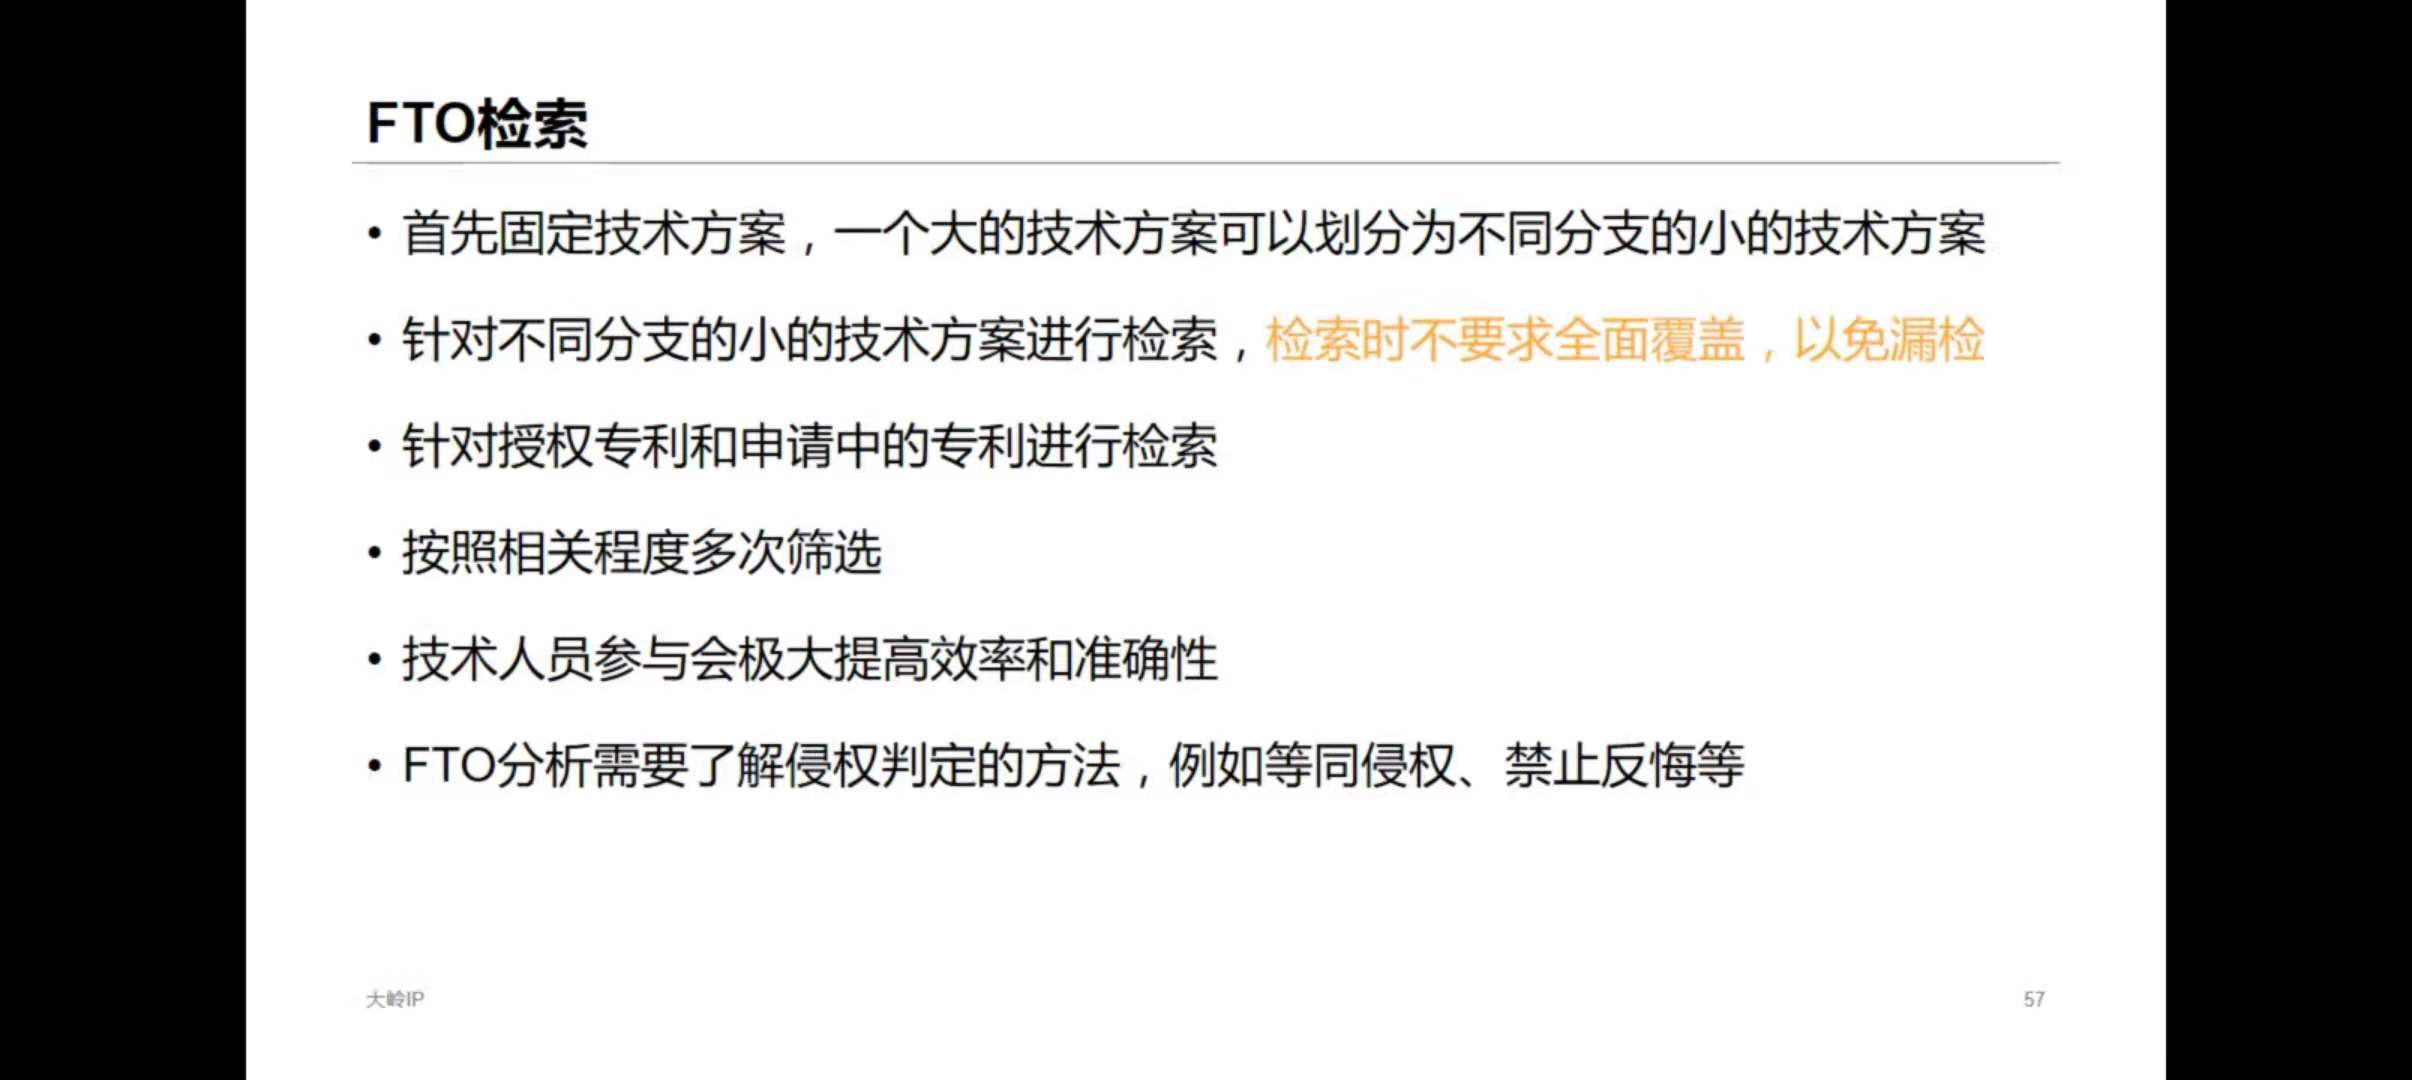 FTO检索
• 首先固定技术方案，一个大的技术方案可以划分为不同分支的小的技术方案
• 针对不同分支的小的技术方案进行检索，检索时不要求全面覆盖，以免漏检
• 针对授权专利和申请中的专利进行检索
• 按照相关程度多次筛选
• 技术人员参与会极大提高效率和准确性
• FTO分析需要了解侵权判定的方法，例如等同侵权、禁止反悔等
大岭IP
57